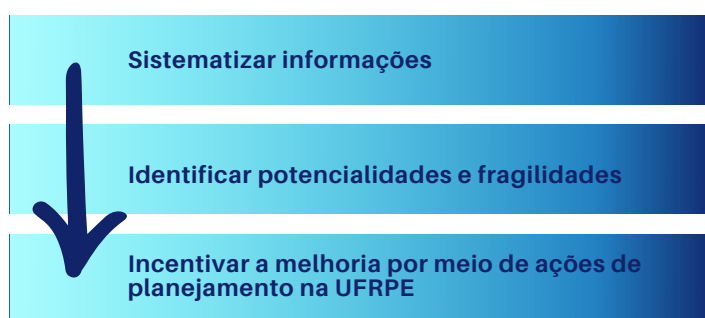 Sistematizar informações
Identificar potencialidades e fragilidades
Incentivar a melhoria por meio de ações de
planejamento na UFRPE